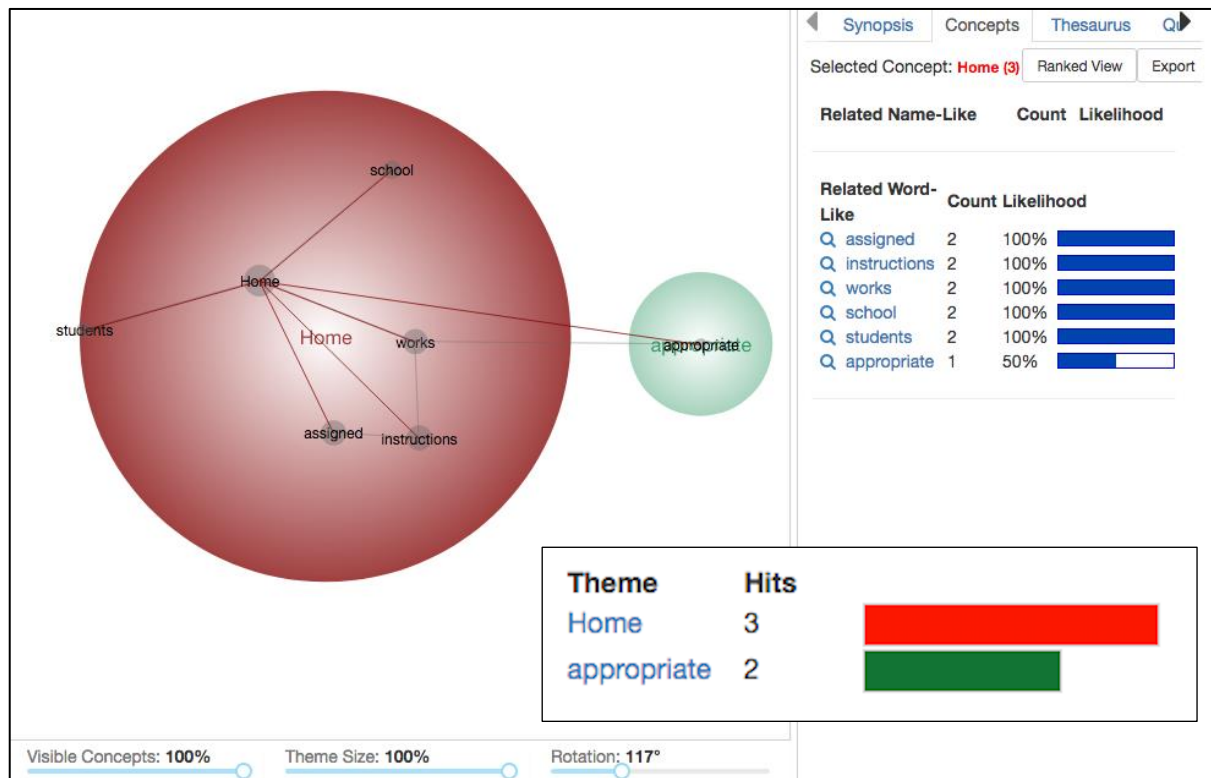 Synopsis Concepts Thesaurus
Selected Concept: Home (3) Ranked View Export
Related Name-Like Count Likelihood
Related Word-
Like Count Likelihood
assigned 2 100%
instructions 2 100%
works 2 100%
school 2 100%
students 2 100%
appropriate 1 50%
school
Home
students
Home
works
appropriate
appropriate
assigned
instructions
Theme Hits
Home 3
appropriate 2
Visible Concepts: 100% Theme Size: 100% Rotation: 117°